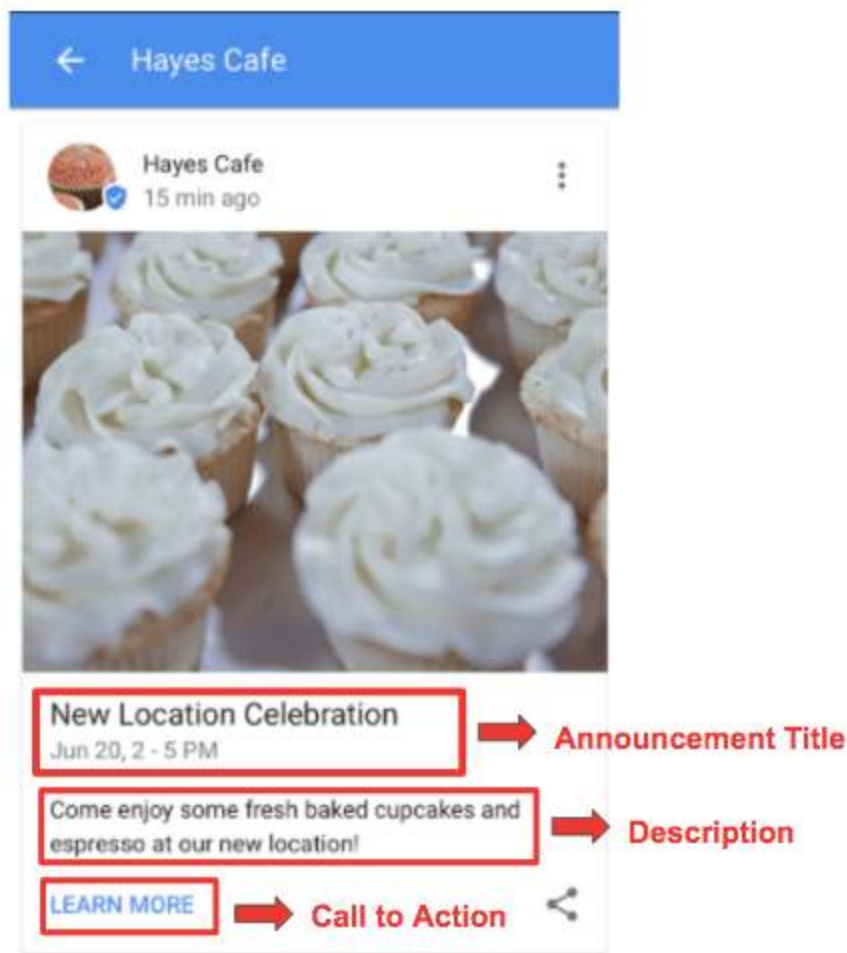 Hayes Cafe
Hayes Cafe
15 min ago
New Location Celebration
Jun 20, 2 - 5 PM
Announcement Title
Come enjoy some fresh baked cupcakes and
espresso at our new location!
Description
LEARN MORE
Call to Action